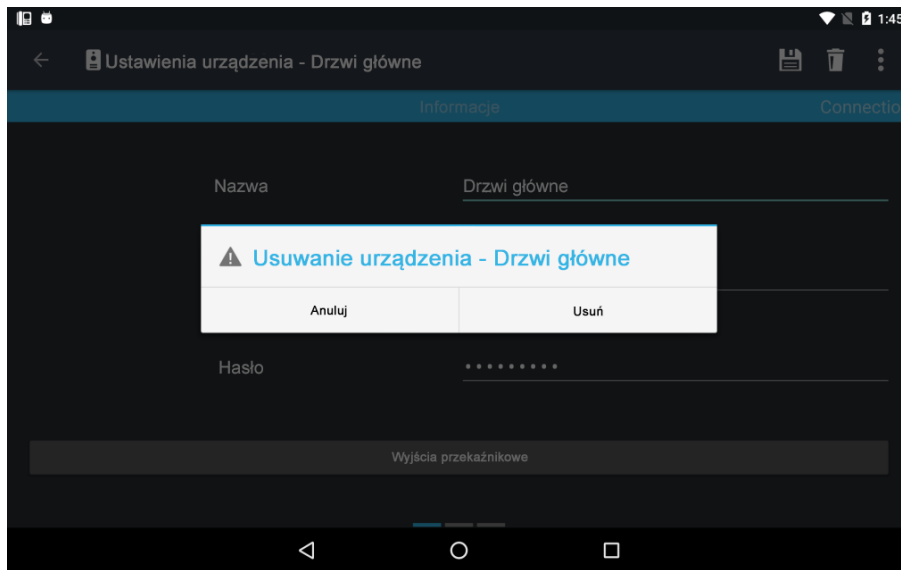 1:45
Ustawienia urządzenia - Drzwi główne
Informacje
Connectio
Nazwa
Drzwi główne
Usuwanie urządzenia - Drzwi główne
Anuluj
Usuń
Hasło
Wyjścia przekaźnikowe